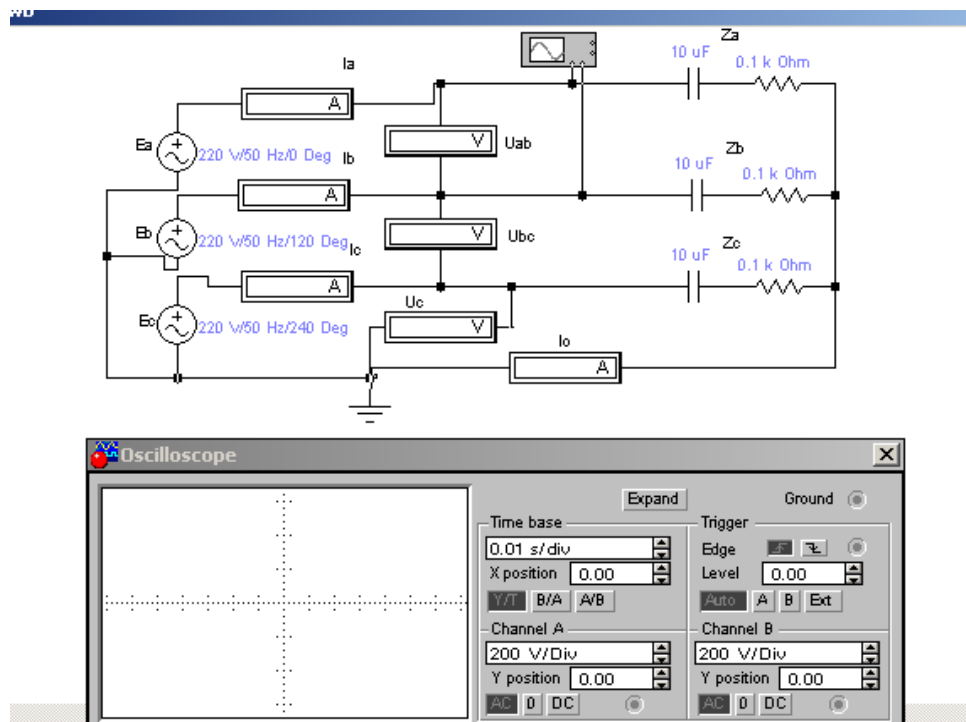 Za
10 uF
0.1 k Ohm
Ia
A
V
Uab
Ea
220 V/50 Hz/0 Deg
Ib
Zb
10 uF
0.1 k Ohm
A
V
Ubc
Eb
220 V/50 Hz/120 Deg
Ic
Zc
10 uF
0.1 k Ohm
A
Uc
V
Ec
220 V/50 Hz/240 Deg
Io
A
Oscilloscope
Expand
Ground
Time base
Trigger
0.01 s/div
Edge
X position 0.00
Level 0.00
Y/T B/A A/B
Auto A B Ext
Channel A
Channel B
200 V/Div
200 V/Div
Y position 0.00
Y position 0.00
AC 0 DC
AC 0 DC